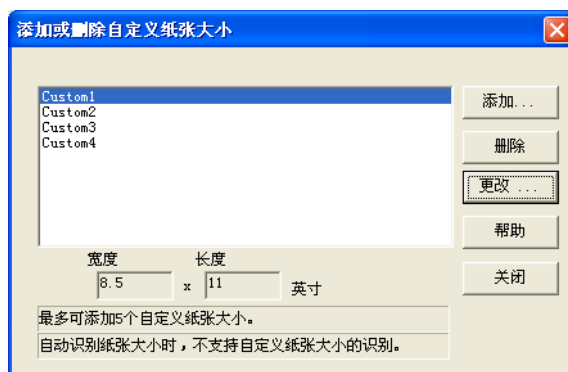 添加或删除自定义纸张大小
Custom1
Custom2
Custom3
Custom4
添加...
删除
更改 ...
帮助
关闭
宽度 长度
8.5 x 11 英寸
最多可添加5个自定义纸张大小。
自动识别纸张大小时，不支持自定义纸张大小的识别。